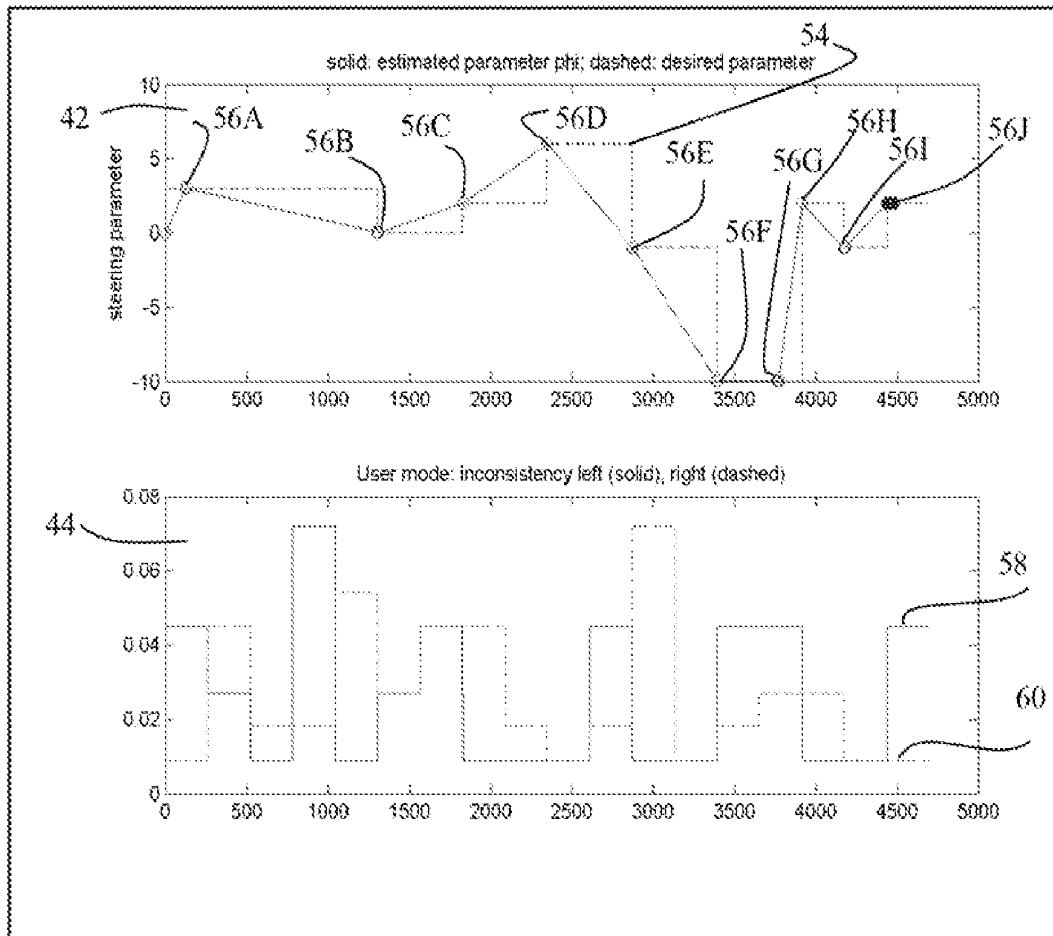 54
solid: estimated parameter phi; dashed: desired parameter
10
5
0
-5
-10
steering parameter
42
56A
56B
56C
56D
56E
56F
56G
56H
56I
56J
0 500 1000 1500 2000 2500 3000 3500 4000 4500 5000
User mode: inconsistency left (solid), right (dashed)
0.08
0.06
0.04
0.02
0
44
58
60
0 500 1000 1500 2000 2500 3000 3500 4000 4500 5000